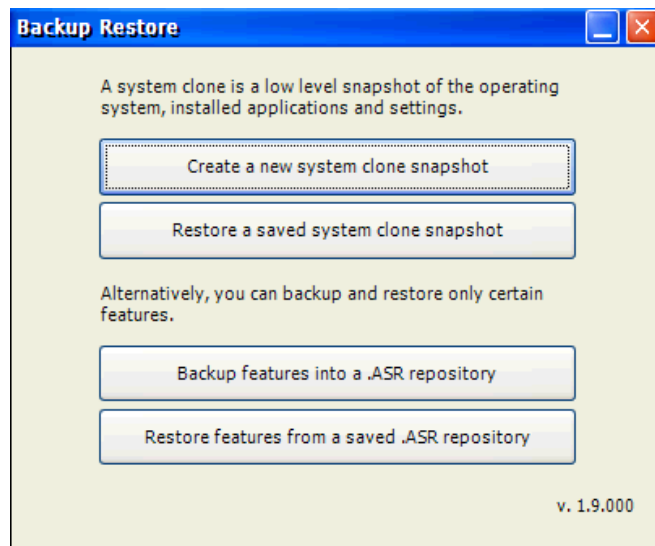 Backup Restore
A system clone is a low level snapshot of the operating
system, installed applications and settings.
Create a new system clone snapshot
Restore a saved system clone snapshot
Alternatively, you can backup and restore only certain
features.
Backup features into a .ASR repository
Restore features from a saved .ASR repository
v. 1.9.000